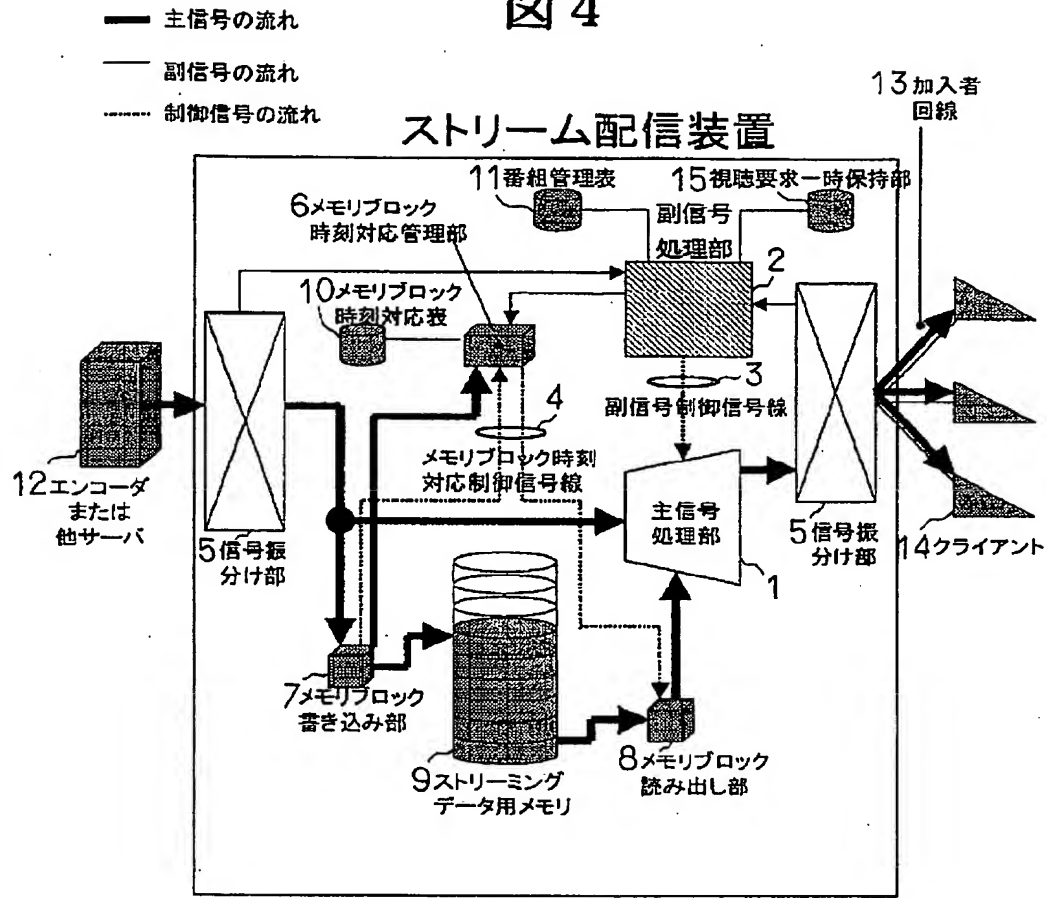 図4
主信号の流れ
副信号の流れ
制御信号の流れ
13加入者
回線
ストリーム配信装置
11番組管理表
15視聴要求一時保持部
6メモリブロック
時刻対応管理部
副信号
処理部
2
10メモリブロック
時刻対応表
3
副信号制御信号線
4
メモリブロック時刻
対応制御信号線
12エンコーダ
または
他サーバ
5信号振
分け部
主信号
処理部
1
5信号振
分け部
14クライアント
7メモリブロック
書き込み部
9ストリーミング
データ用メモリ
8メモリブロック
読み出し部